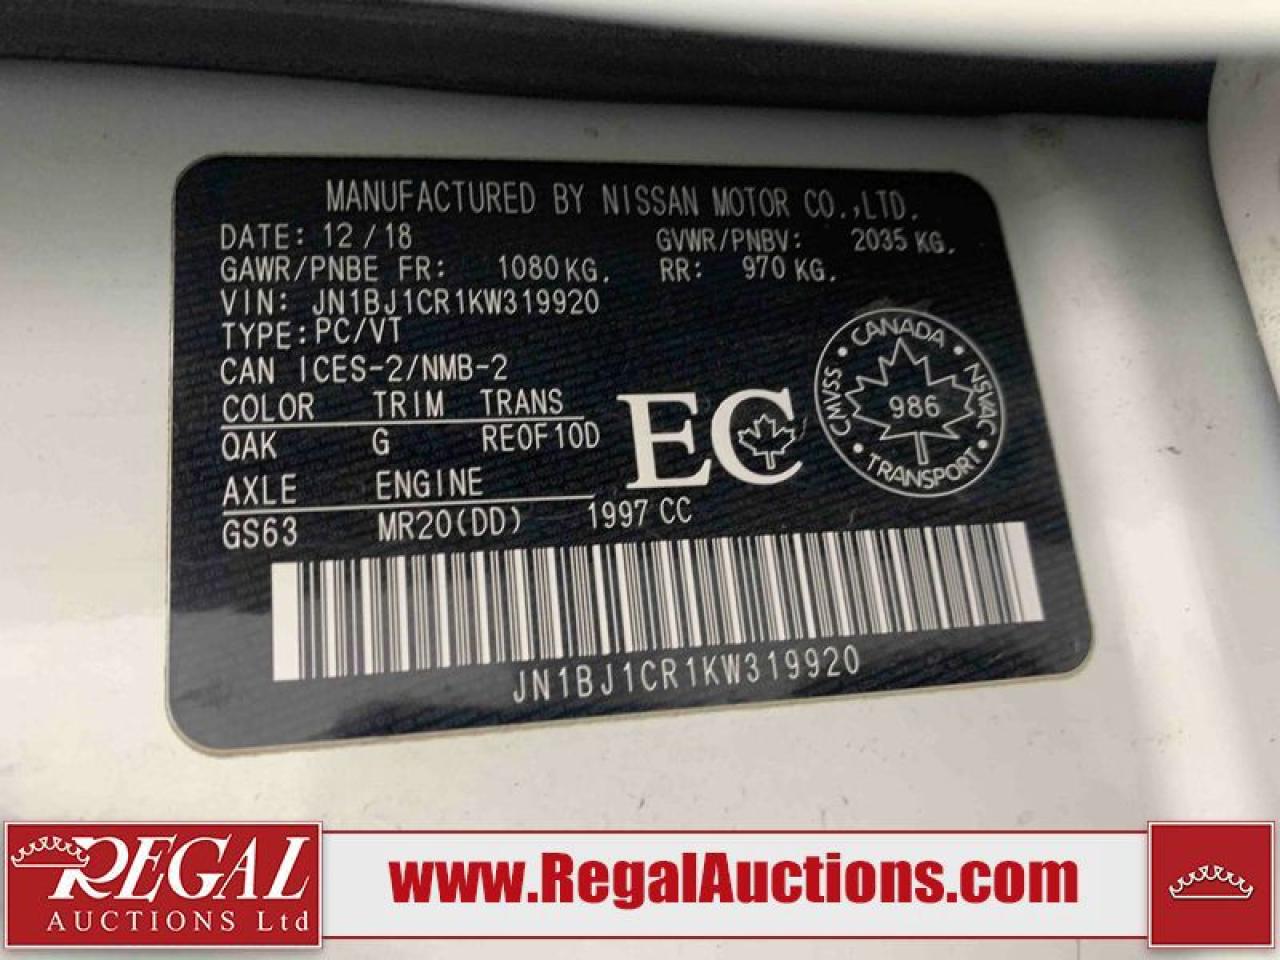 MANUFACTURED BY NISSAN MOTOR CO.,LTD.
DATE: 12 / 18 GVWR/PNBV: 2035 KG.
GAWR/PNBE FR: 1080 KG. RR: 970 KG.
VIN: JN1BJ1CR1KW319920
TYPE: PC/VT
CAN ICES-2/NMB-2
COLOR TRIM TRANS
QAK G RE0F10D
AXLE ENGINE
GS63 MR20(DD) 1997 CC
EC
CANADA
CMVSS
986
NSVAC
TRANSPORT
JN1BJ1CR1KW319920
REGAL
AUCTIONS Ltd
www.RegalAuctions.com